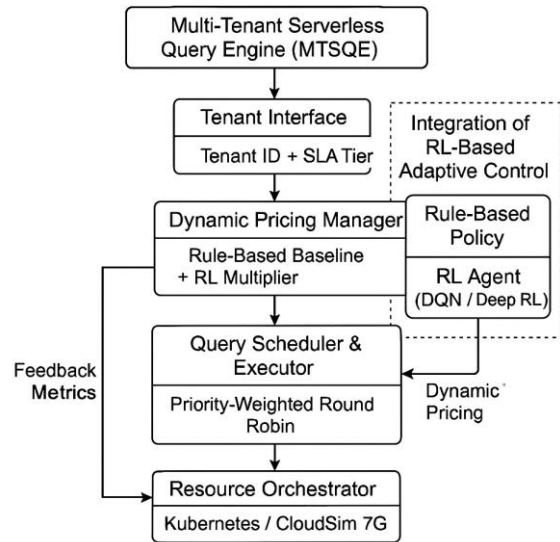 Multi-Tenant Serverless
Query Engine (MTSQE)
Tenant Interface
Tenant ID + SLA Tier
Integration of
RL-Based
Adaptive Control
Dynamic Pricing Manager
Rule-Based Baseline
+ RL Multiplier
Rule-Based
Policy
RL Agent
(DQN / Deep RL)
Query Scheduler &
Executor
Priority-Weighted Round
Robin
Feedback
Metrics
Dynamic
Pricing
Resource Orchestrator
Kubernetes / CloudSim 7G